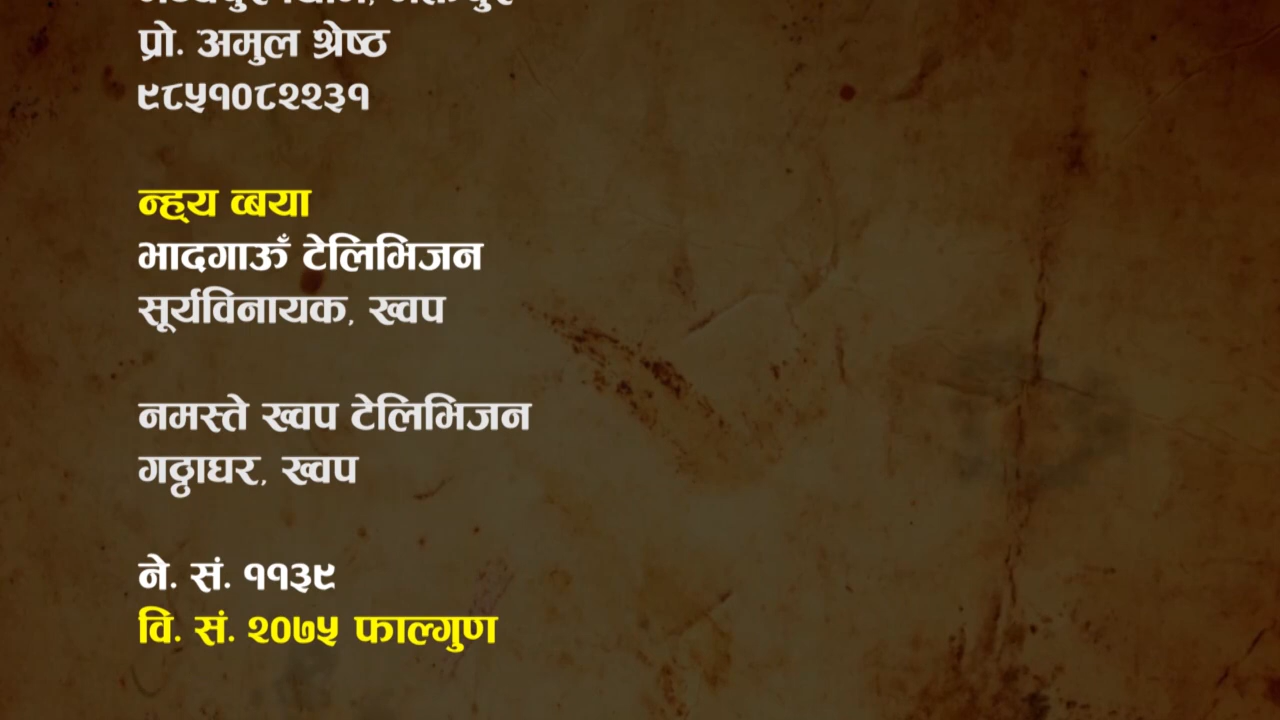 प्रो. अमुल श्रेष्ठ
९८५१०८२२३१
न्ह्य ब्वया
भादगाऊँ टेलिभिजन
सूर्यविनायक, ख्वप
नमस्ते ख्वप टेलिभिजन
गठ्ठाघर, ख्वप
ने. सं. ११३९
वि. सं. २०७५ फाल्गुण